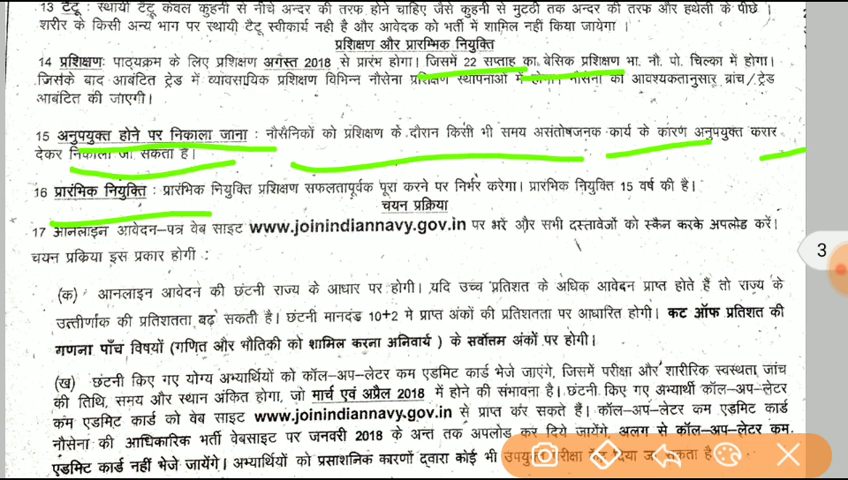 13 टैटू : स्थायी टैटू केवल कुहनी से नीचे अन्दर की तरफ होने चाहिए जैसे कुहनी से मुटठी तक अन्दर की तरफ और हथेली के पीछे ।
शरीर के किसी अन्य भाग पर स्थायी टैटू स्वीकार्य नही है और आवेदक को भर्ती में शामिल नहीं किया जायेगा ।
प्रशिक्षण और प्रारम्भिक नियुक्ति
14 प्रशिक्षण: पाठ्यक्रम के लिए प्रशिक्षण अगस्त 2018 से प्रारंभ होगा। जिसमें 22 सप्ताह का बेसिक प्रशिक्षण भा. नौ. पो. चिल्का में होगा।
जिसके बाद आबंटित ट्रेड में व्यावसायिक प्रशिक्षण विभिन्न नौसेना प्रशिक्षण स्थापनाओं में होगा। नौसेना की आवश्यकतानुसार ब्रांच/ट्रेड
आबंटित की जाएगी।
15 अनुपयुक्त होने पर निकाला जाना : नौसैनिकों को प्रशिक्षण के दौरान किसी भी समय असंतोषजनक कार्य के कारण अनुपयुक्त करार
देकर निकाला जा सकता है।
16 प्रारंभिक नियुक्ति : प्रारंभिक नियुक्ति प्रशिक्षण सफलतापूर्वक पूरा करने पर निर्भर करेगा। प्रारभिक नियुक्ति 15 वर्ष की है।
चयन प्रक्रिया
17 ऑनलाइन आवेदन–पत्र वेब साइट www.joinindiannavy.gov.in पर भरें और सभी दस्तावेजों को स्कैन करके अपलोड करें।
चयन प्रकिया इस प्रकार होगी :
(क) आनलाइन आवेदन की छंटनी राज्य के आधार पर होगी। यदि उच्च प्रतिशत के अधिक आवेदन प्राप्त होते हैं तो राज्य के
उत्तीर्णांक की प्रतिशतता बढ़ सकती है। छंटनी मानदंड 10+2 मे प्राप्त अंकों की प्रतिशतता पर आधारित होगी। कट ऑफ प्रतिशत की
गणना पाँच विषयों (गणित और भौतिकी को शामिल करना अनिवार्य ) के सर्वोतम अंकों पर होगी।
(ख) छंटनी किए गए योग्य अभ्यार्थियों को कॉल–अप–लेटर कम एडमिट कार्ड भेजे जाएंगे, जिसमें परीक्षा और शारीरिक स्वस्थता जांच
की तिथि, समय और स्थान अंकित होगा, जो मार्च एवं अप्रैल 2018 में होने की संभावना है। छंटनी किए गए अभ्यार्थी कॉल–अप–लेटर
कम एडमिट कार्ड को वेब साइट www.joinindiannavy.gov.in से प्राप्त कर सकते हैं। कॉल–अप–लेटर कम एडमिट कार्ड
नौसेना की आधिकारिक भर्ती वेबसाइट पर जनवरी 2018 के अन्त तक अपलोड कर दिये जायेंगे, अलग से कॉल–अप–लेटर कम
एडमिट कार्ड नहीं भेजे जायेंगे। अभ्यार्थियों को प्रसाशनिक कारणों द्वारा कोई भी उपयुक्त परीक्षा दिया जा सकता है
3